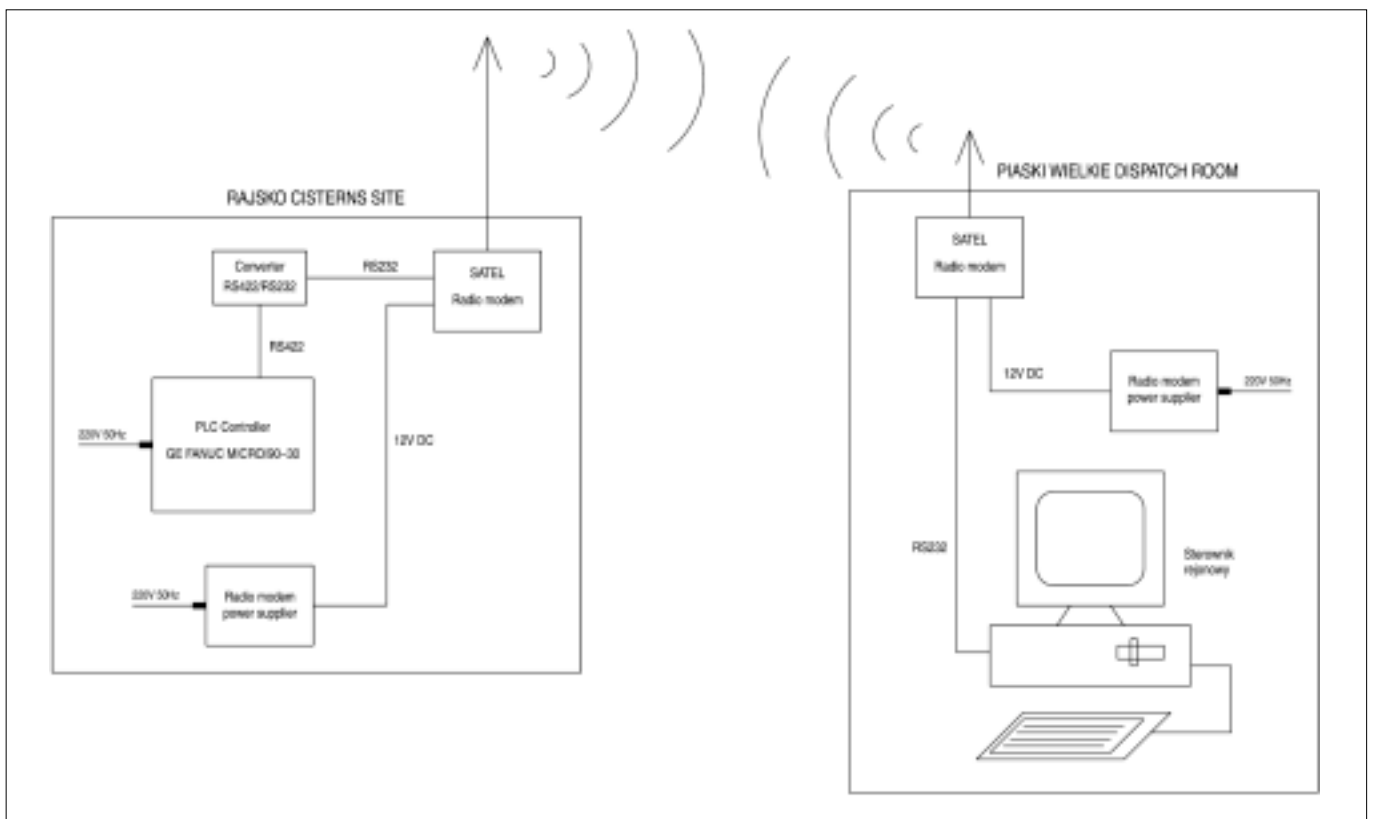 RAJSKO CISTERNS SITE
Converter
RS422/RS232
RS232
SATEL
Radio modem
RS422
PLC Controller
GE FANUC MICRO90-30
220V 50Hz
12V DC
220V 50Hz
Radio modem
power supplier
PIASKI WIELKIE DISPATCH ROOM
SATEL
Radio modem
12V DC
Radio modem
power supplier
220V 50Hz
RS232
Sterownik
rejonowy